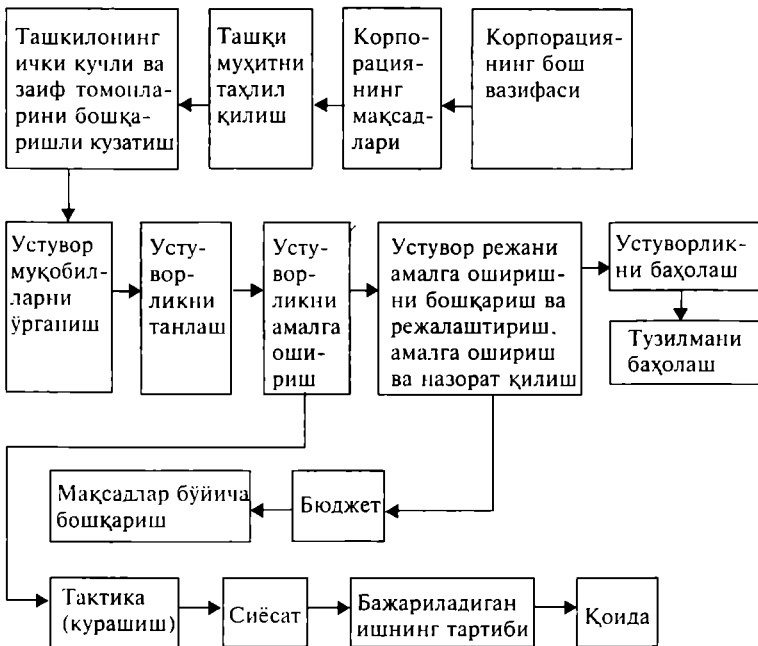 Ташкилонинг
ички кучли ва
заиф томонла-
рини бошқа-
ришли кузатиш
Ташқи
муҳитни
таҳлил
қилиш
Корпо-
рация-
нинг
мақсад-
лари
Корпорация-
нинг бош
вазифаси
Устувор
муқобил-
ларни
ўрганиш
Усту-
вор-
ликни
танлаш
Усту-
вор-
ликни
амалга
оши-
риш
Устувор режани
амалга ошириш-
ни бошқариш ва
режалаштириш.
амалга ошириш
ва назорат қилиш
Устуворлик-
ни баҳолаш
Тузилмани
баҳолаш
Мақсадлар бўйича
бошқариш
Бюджет
Тактика
(курашиш)
Сиёсат
Бажариладиган
ишнинг тартиби
Қоида